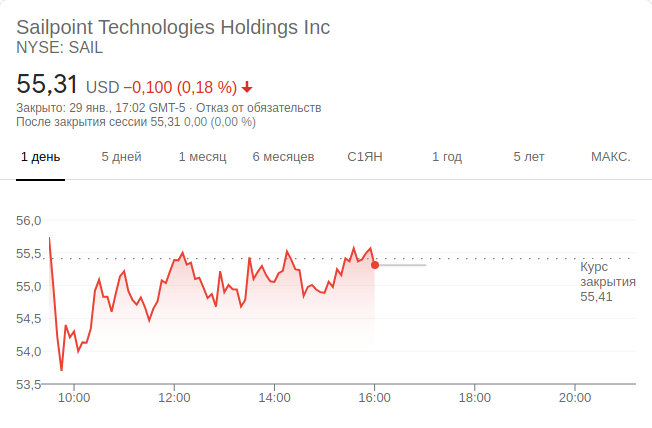 Sailpoint Technologies Holdings Inc
NYSE: SAIL
55,31 USD −0,100 (0,18 %)
Закрыто: 29 янв., 17:02 GMT-5 · Отказ от обязательств
После закрытия сессии 55,31 0,00 (0,00 %)
1 день 5 дней 1 месяц 6 месяцев С1ЯН 1 год 5 лет МАКС.
56,0
55,5
55,0
54,5
54,0
53,5
Курс
закрытия
55,41
10:00 12:00 14:00 16:00 18:00 20:00